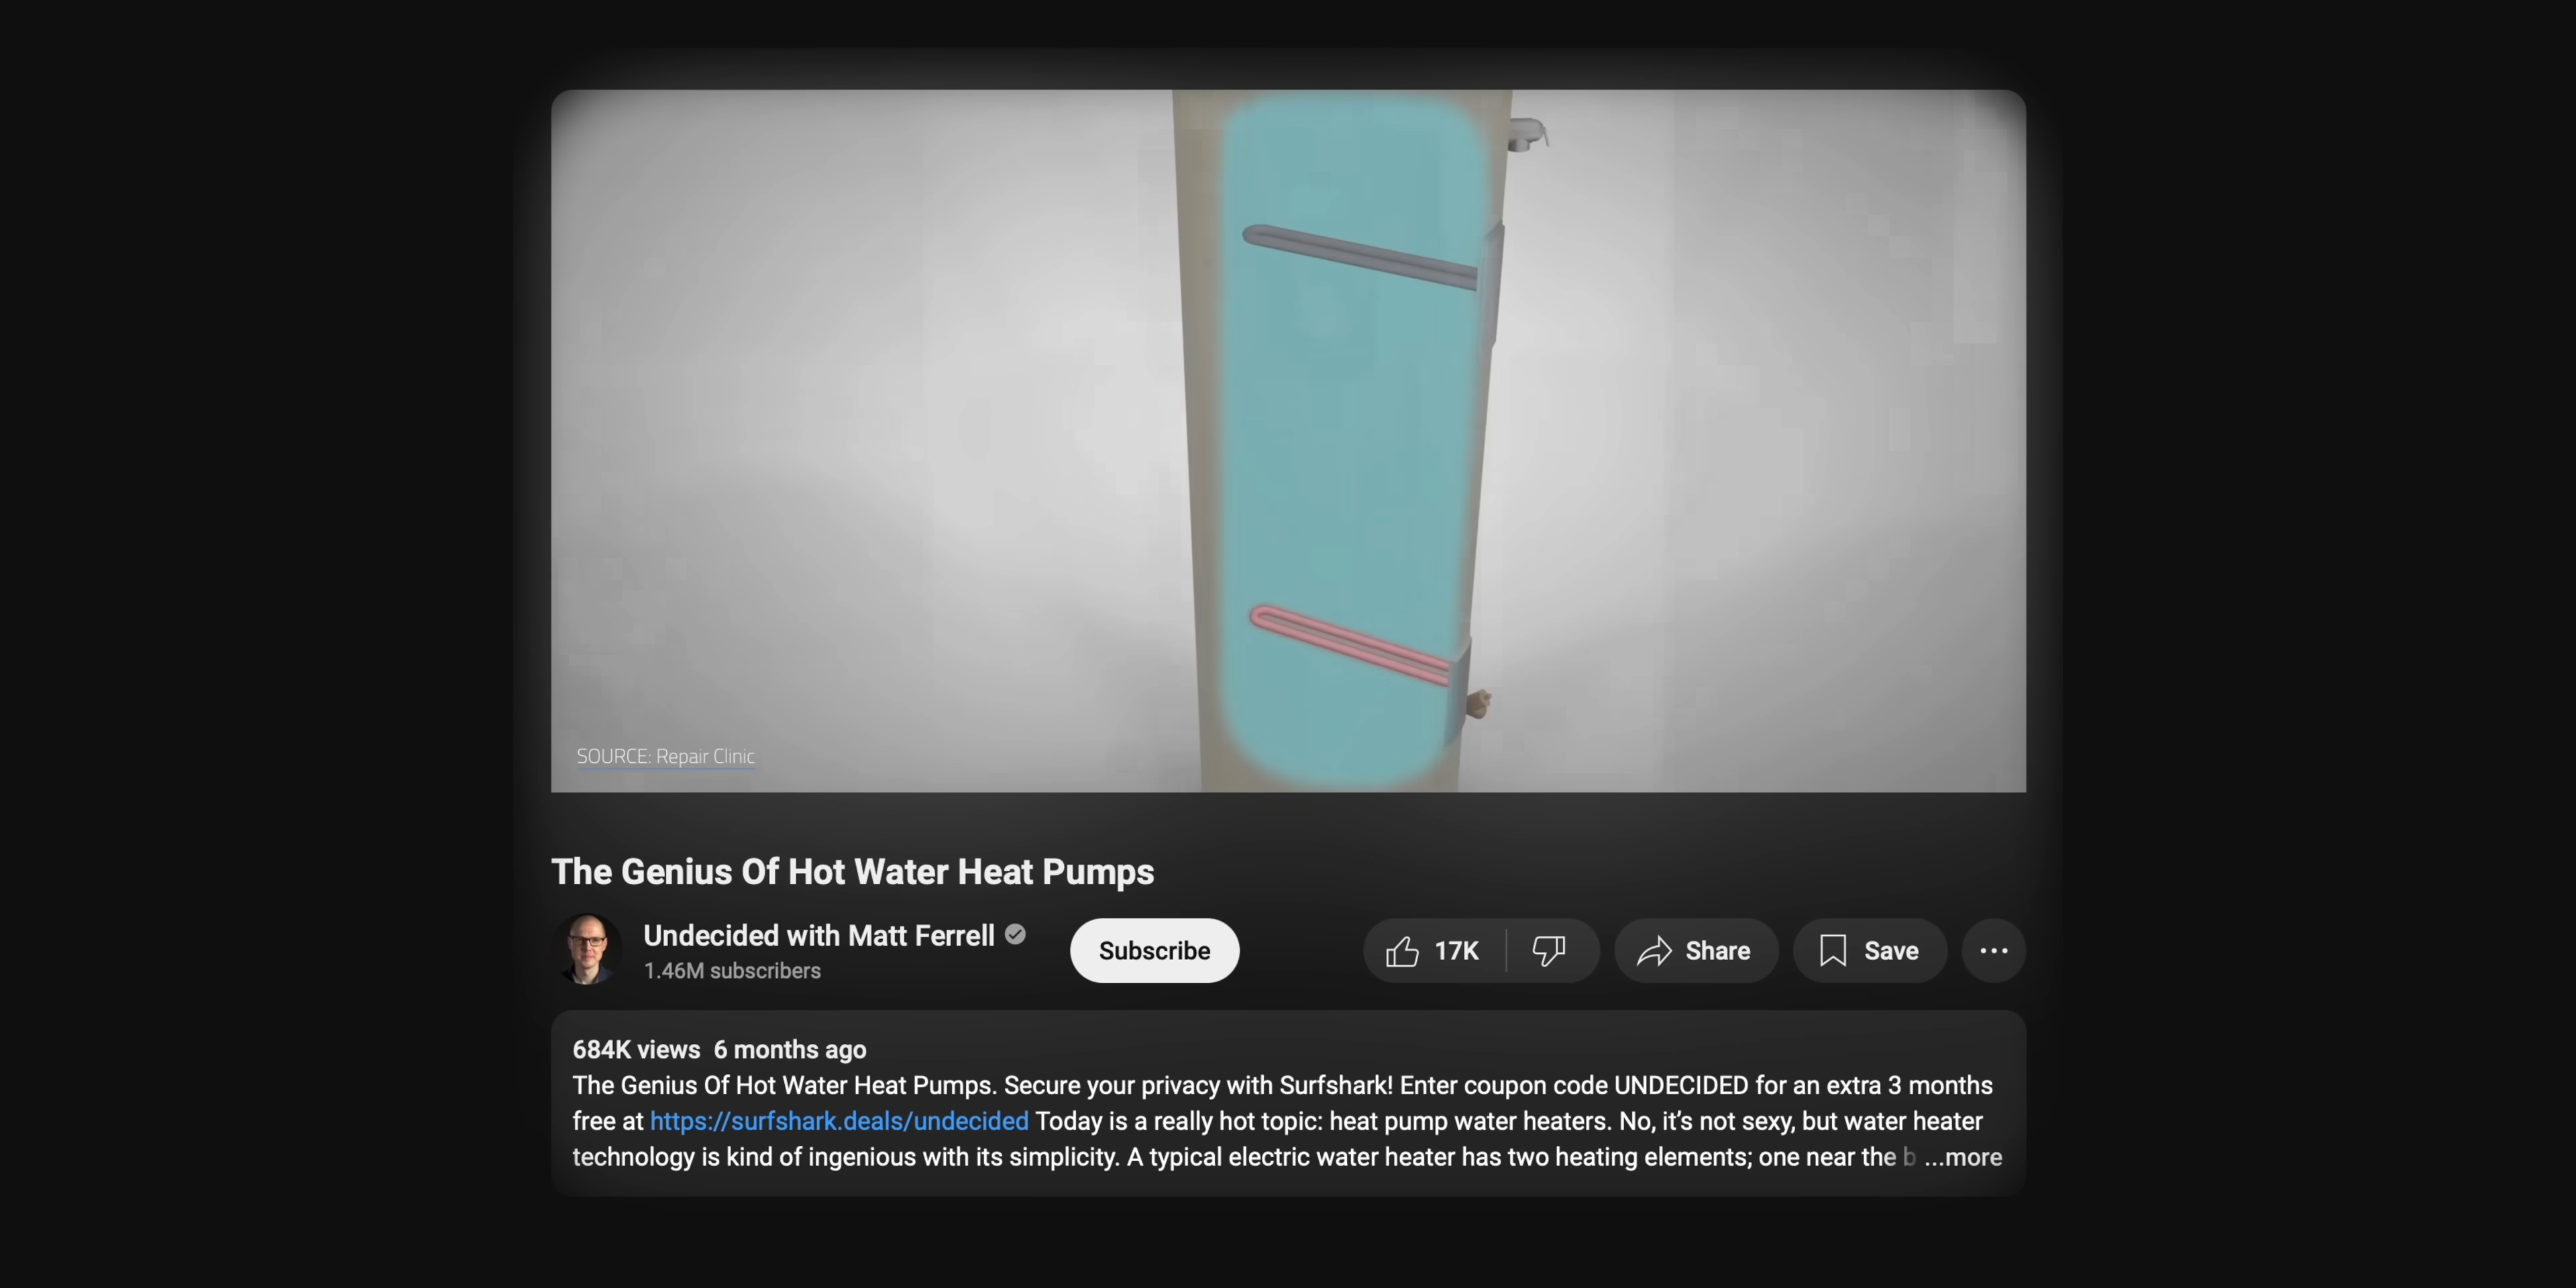 SOURCE: Repair Clinic
The Genius Of Hot Water Heat Pumps
Undecided with Matt Ferrell
1.46M subscribers
Subscribe
17K
Share
Save
684K views 6 months ago
The Genius Of Hot Water Heat Pumps. Secure your privacy with Surfshark! Enter coupon code UNDECIDED for an extra 3 months
free at https://surfshark.deals/undecided Today is a really hot topic: heat pump water heaters. No, it's not sexy, but water heater
technology is kind of ingenious with its simplicity. A typical electric water heater has two heating elements; one near the b ...more